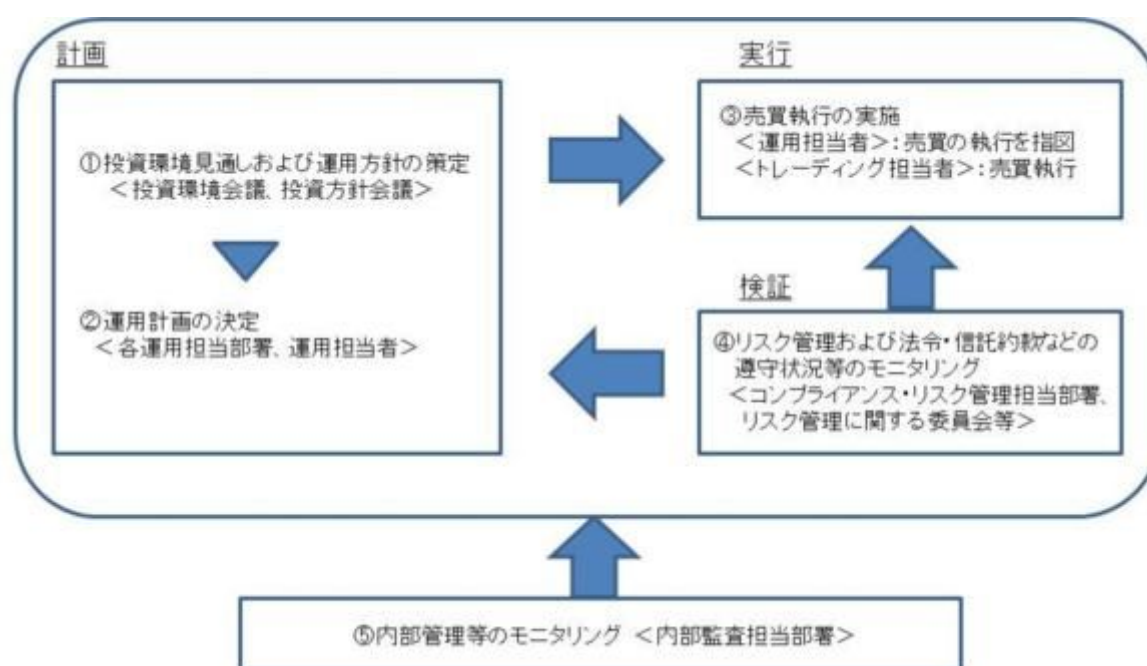 計画
①投資環境見通しおよび運用方針の策定
＜投資環境会議、投資方針会議＞
②運用計画の決定
＜各運用担当部署、運用担当者＞
実行
③売買執行の実施
＜運用担当者＞：売買の執行を指図
＜トレーディング担当者＞：売買執行
検証
④リスク管理および法令・信託約款などの
遵守状況等のモニタリング
＜コンプライアンス・リスク管理担当部署、
リスク管理に関する委員会等＞
⑤内部管理等のモニタリング ＜内部監査担当部署＞